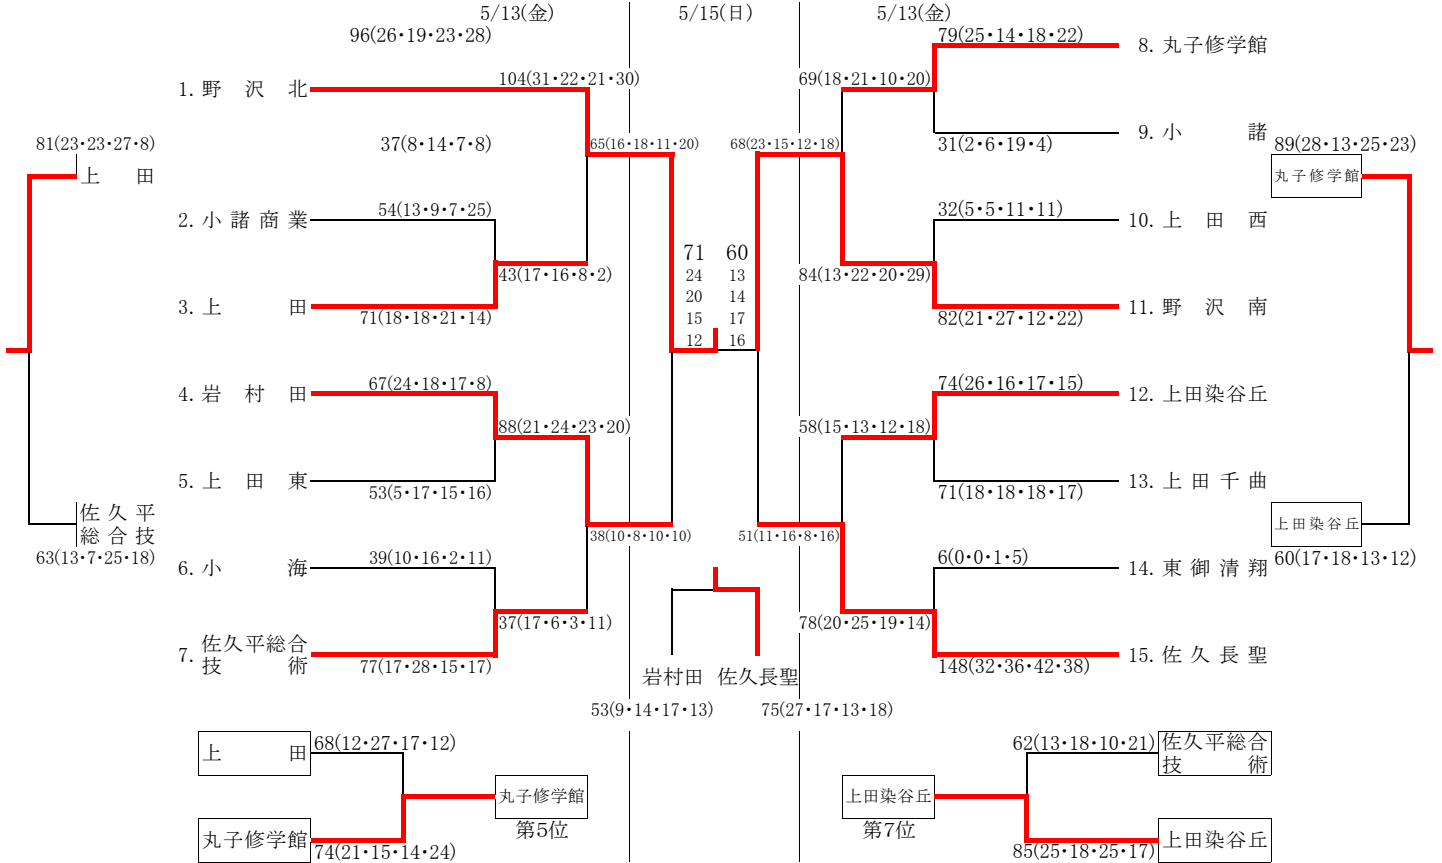 5/13(金) 5/15(日) 5/13(金)
96(26・19・23・28)
79(25・14・18・22)
8. 丸子修学館
104(31・22・21・30)
69(18・21・10・20)
1. 野沢北
9. 小諸
81(23・23・27・8)
37(8・14・7・8)
65(16・18・11・20)
68(23・15・12・18)
31(2・6・19・4)
89(28・13・25・23)
上田
丸子修学館
2. 小諸商業
54(13・9・7・25)
32(5・5・11・11)
10. 上田西
71 60
24 13
20 14
15 17
12 16
43(17・16・8・2)
84(13・22・20・29)
3. 上田
71(18・18・21・14)
82(21・27・12・22)
11. 野沢南
4. 岩村田
67(24・18・17・8)
74(26・16・17・15)
12. 上田染谷丘
88(21・24・23・20)
58(15・13・12・18)
5. 上田東
53(5・17・15・16)
71(18・18・18・17)
13. 上田千曲
佐久平
総合技
63(13・7・25・18)
上田染谷丘
60(17・18・13・12)
38(10・8・10・10)
51(11・16・8・16)
6. 小海
39(10・16・2・11)
6(0・0・1・5)
14. 東御清翔
37(17・6・3・11)
78(20・25・19・14)
7. 佐久平総合
技術
77(17・28・15・17)
148(32・36・42・38)
15. 佐久長聖
岩村田 佐久長聖
53(9・14・17・13)
75(27・17・13・18)
上田
68(12・27・17・12)
62(13・18・10・21)
佐久平総合
技術
丸子修学館
第5位
上田染谷丘
第7位
丸子修学館
74(21・15・14・24)
85(25・18・25・17)
上田染谷丘